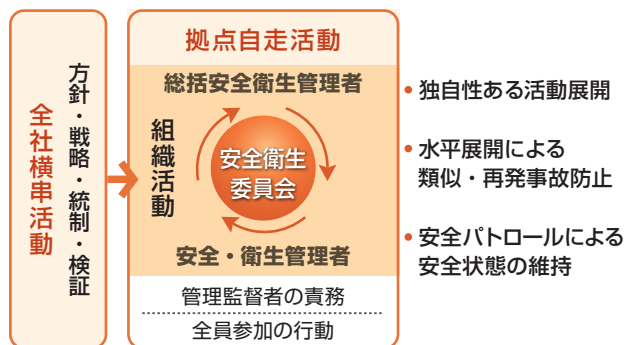 全社横串活動
方針・戦略・統制・検証
拠点自走活動
総括安全衛生管理者
組織活動
安全衛生
委員会
安全・衛生管理者
管理監督者の責務
全員参加の行動
• 独自性ある活動展開
• 水平展開による
類似・再発事故防止
• 安全パトロールによる
安全状態の維持